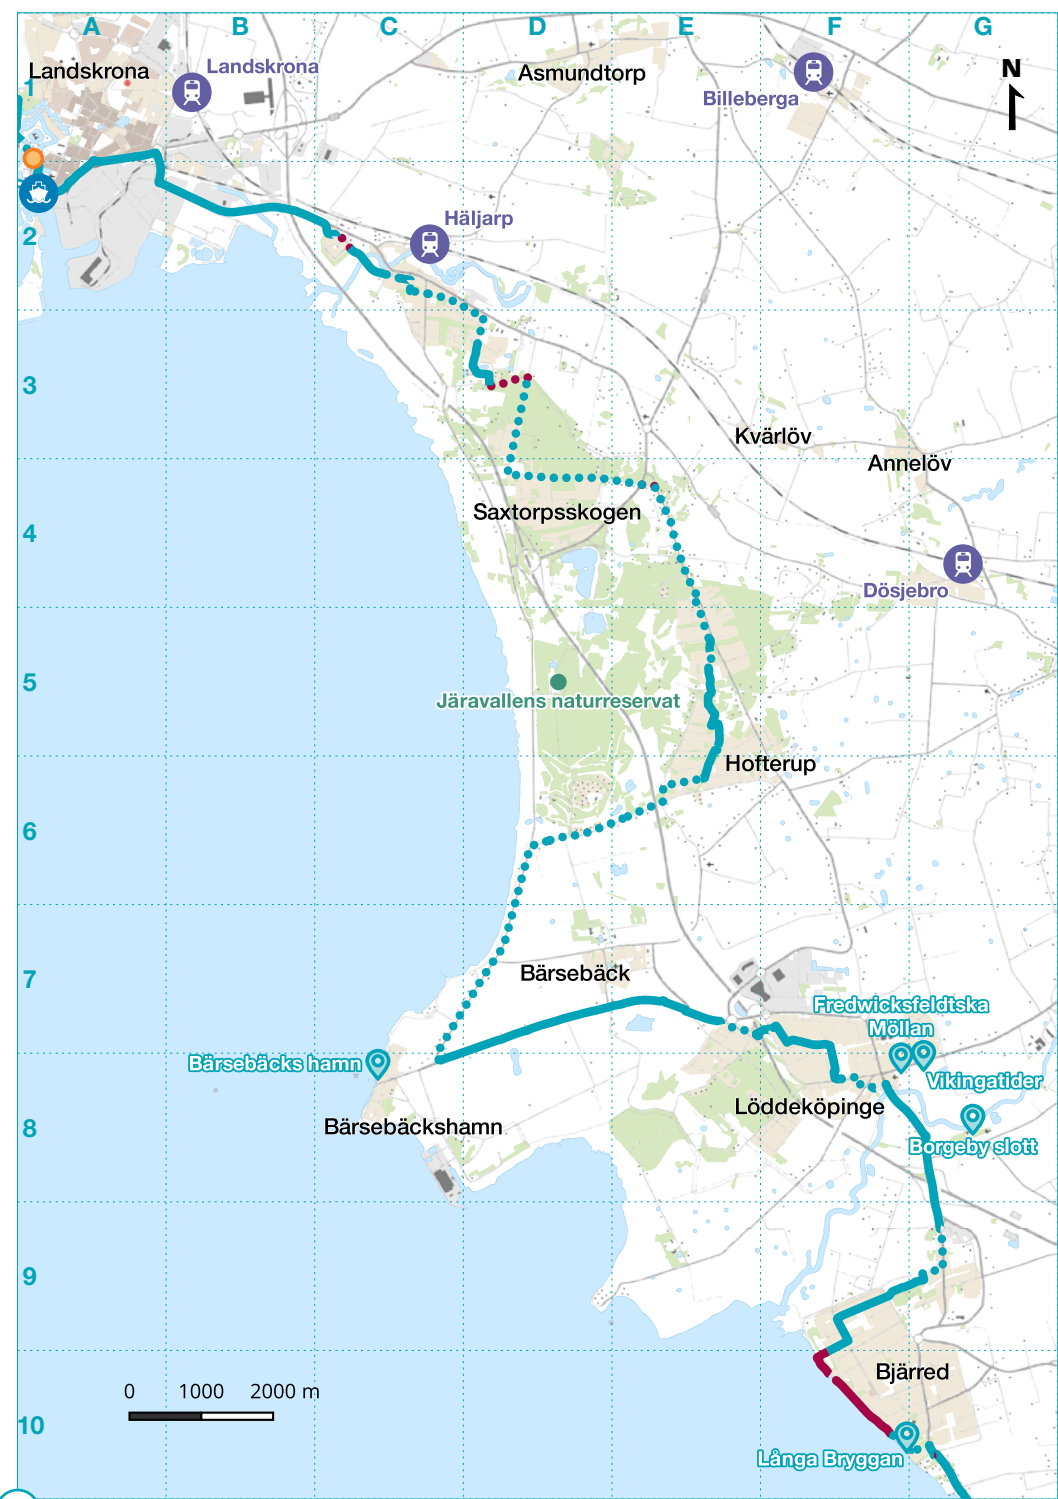 A B C D E F G
Landskrona
Landskrona
Asmundtorp
Billeberga
N
1
Häljarp
2
3
Kvärlöv
Annelöv
Saxtorpsskogen
4
Dösjebro
5
Järavallens naturreservat
Hofterup
6
Bärsebäck
7
Fredwicksfeldtska
Möllan
Bärsebäcks hamn
Vikingatider
Löddeköpinge
Bärsebäckshamn
8
Borgeby slott
9
Bjärred
0 1000 2000 m
10
Långa Bryggan